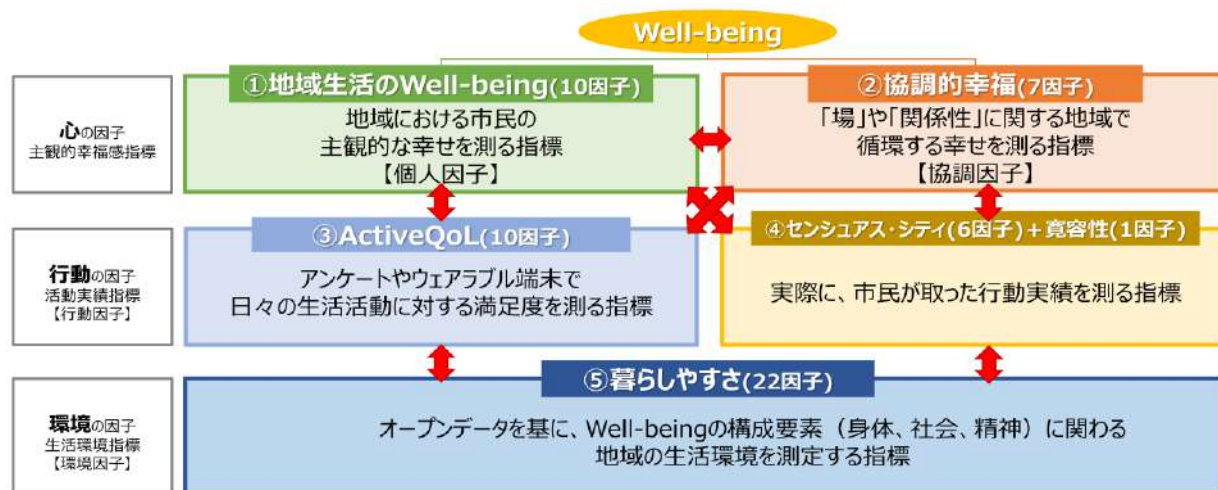 Well-being
①地域生活のWell-being(10因子)
地域における市民の
主観的な幸せを測る指標
【個人因子】
②協調的幸福(7因子)
「場」や「関係性」に関する地域で
循環する幸せを測る指標
【協調因子】
心の因子
主観的幸福感指標
③ActiveQoL(10因子)
アンケートやウェアラブル端末で
日々の生活活動に対する満足度を測る指標
④センシュアス・シティ(6因子)+寛容性(1因子)
実際に、市民が取った行動実績を測る指標
行動の因子
活動実績指標
【行動因子】
⑤暮らしやすさ(22因子)
オープンデータを基に、Well-beingの構成要素(身体、社会、精神)に関わる
地域の生活環境を測定する指標
環境の因子
生活環境指標
【環境因子】